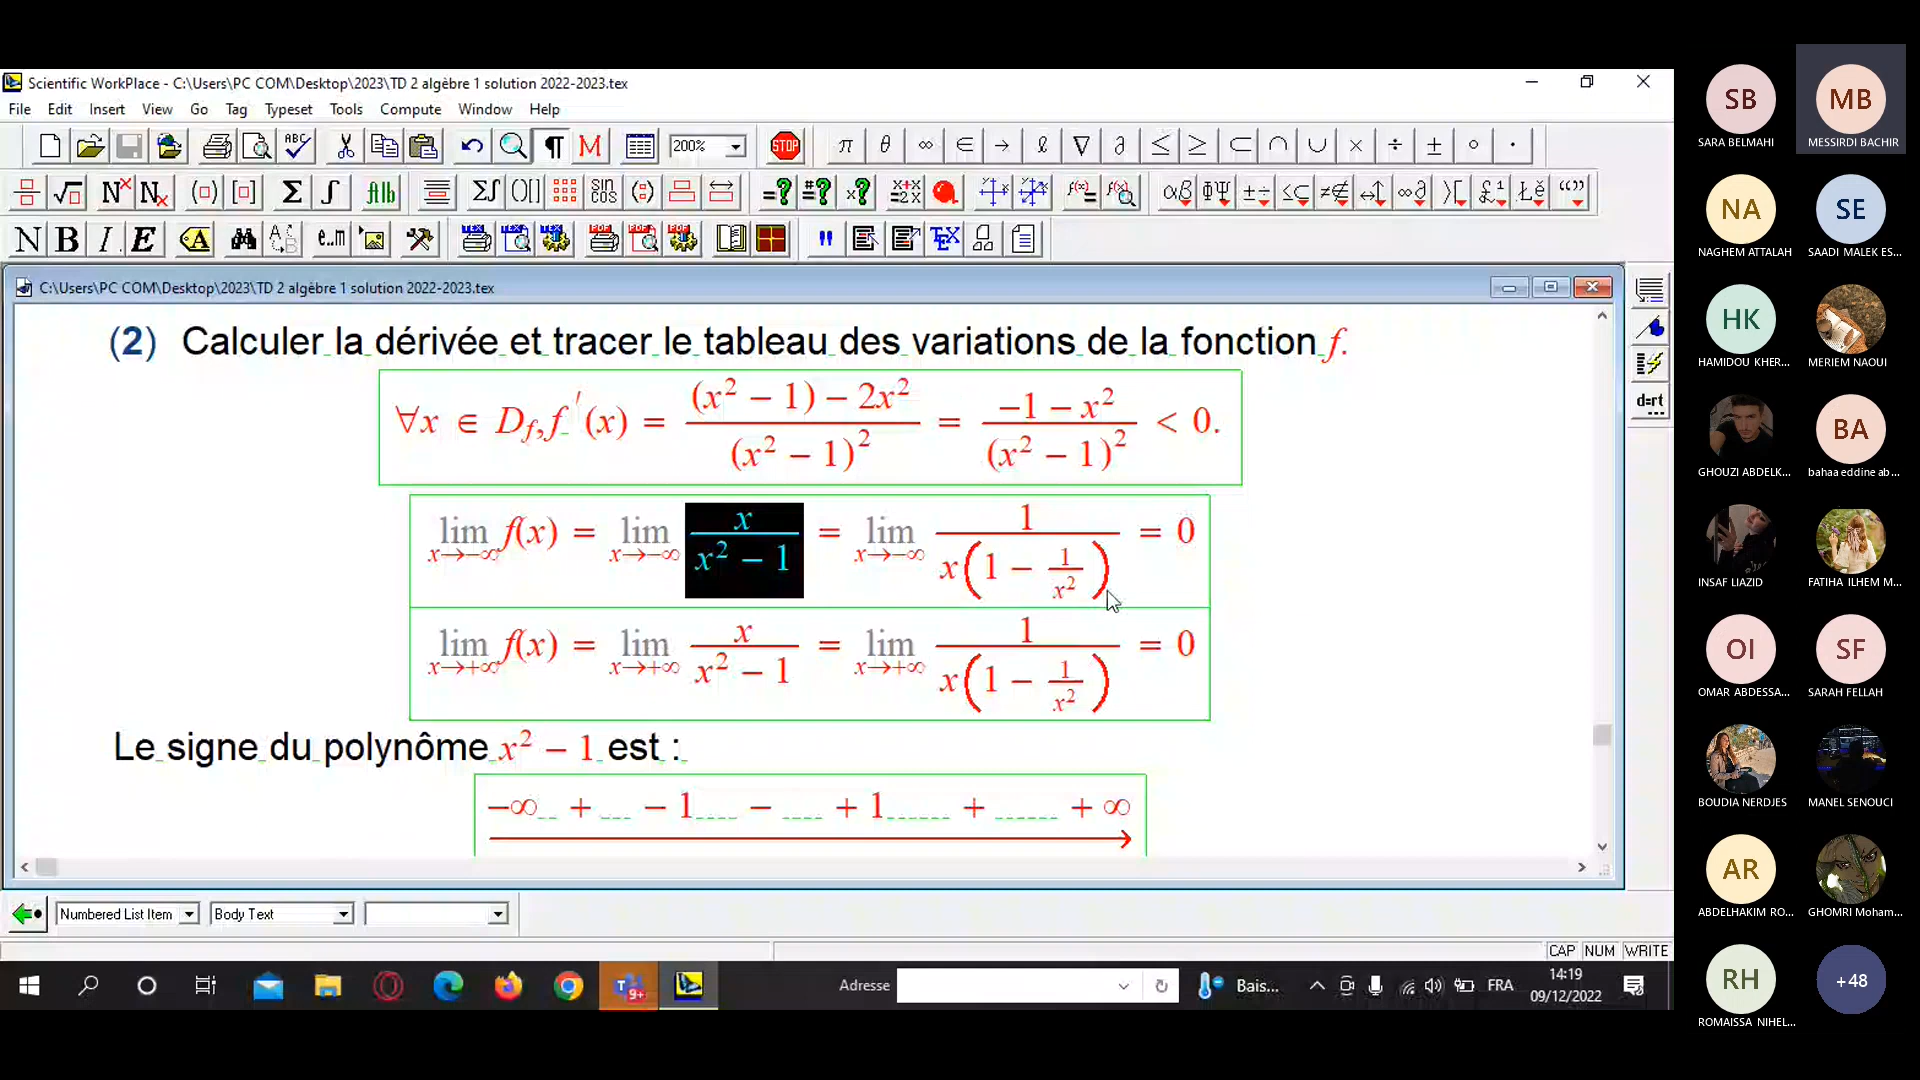 Scientific WorkPlace - C:\Users\PC COM\Desktop\2023\TD 2 algèbre 1 solution 2022-2023.tex
File Edit Insert View Go Tag Typeset Tools Compute Window Help
200% STOP π θ ∞ ∈ → ℓ ∇ ∂ ≤ ≥ ⊂ ∩ ∪ × ÷ ± ∘ ·
C:\Users\PC COM\Desktop\2023\TD 2 algèbre 1 solution 2022-2023.tex
(2) Calculer la dérivée et tracer le tableau des variations de la fonction f.
∀x ∈ D_f, f′(x) = ((x² − 1) − 2x²)/((x² − 1)²) = (−1 − x²)/((x² − 1)²) < 0.
lim_{x→−∞} f(x) = lim_{x→−∞} x/(x² − 1) = lim_{x→−∞} 1/(x(1 − 1/x²)) = 0
lim_{x→+∞} f(x) = lim_{x→+∞} x/(x² − 1) = lim_{x→+∞} 1/(x(1 − 1/x²)) = 0
Le signe du polynôme x² − 1 est :
−∞ + − 1 − + 1 + + ∞
Numbered List Item Body Text
CAP NUM WRITE
Adresse Bais... FRA 14:19
09/12/2022
SB MB
SARA BELMAHI MESSIRDI BACHIR
NA SE
NAGHEM ATTALAH SAADI MALEK ES...
HK
HAMIDOU KHER... MERIEM NAOUI
BA
GHOUZI ABDELK... bahaa eddine ab...
INSAF LIAZID FATIHA ILHEM M...
OI SF
OMAR ABDESSA... SARAH FELLAH
BOUDIA NERDJES MANEL SENOUCI
AR
ABDELHAKIM RO... GHOMRI Moham...
RH +48
ROMAISSA NIHEL...